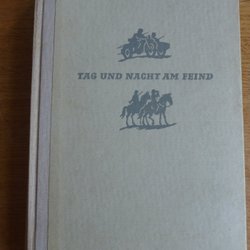 TAG UND NACHT AM FEIND